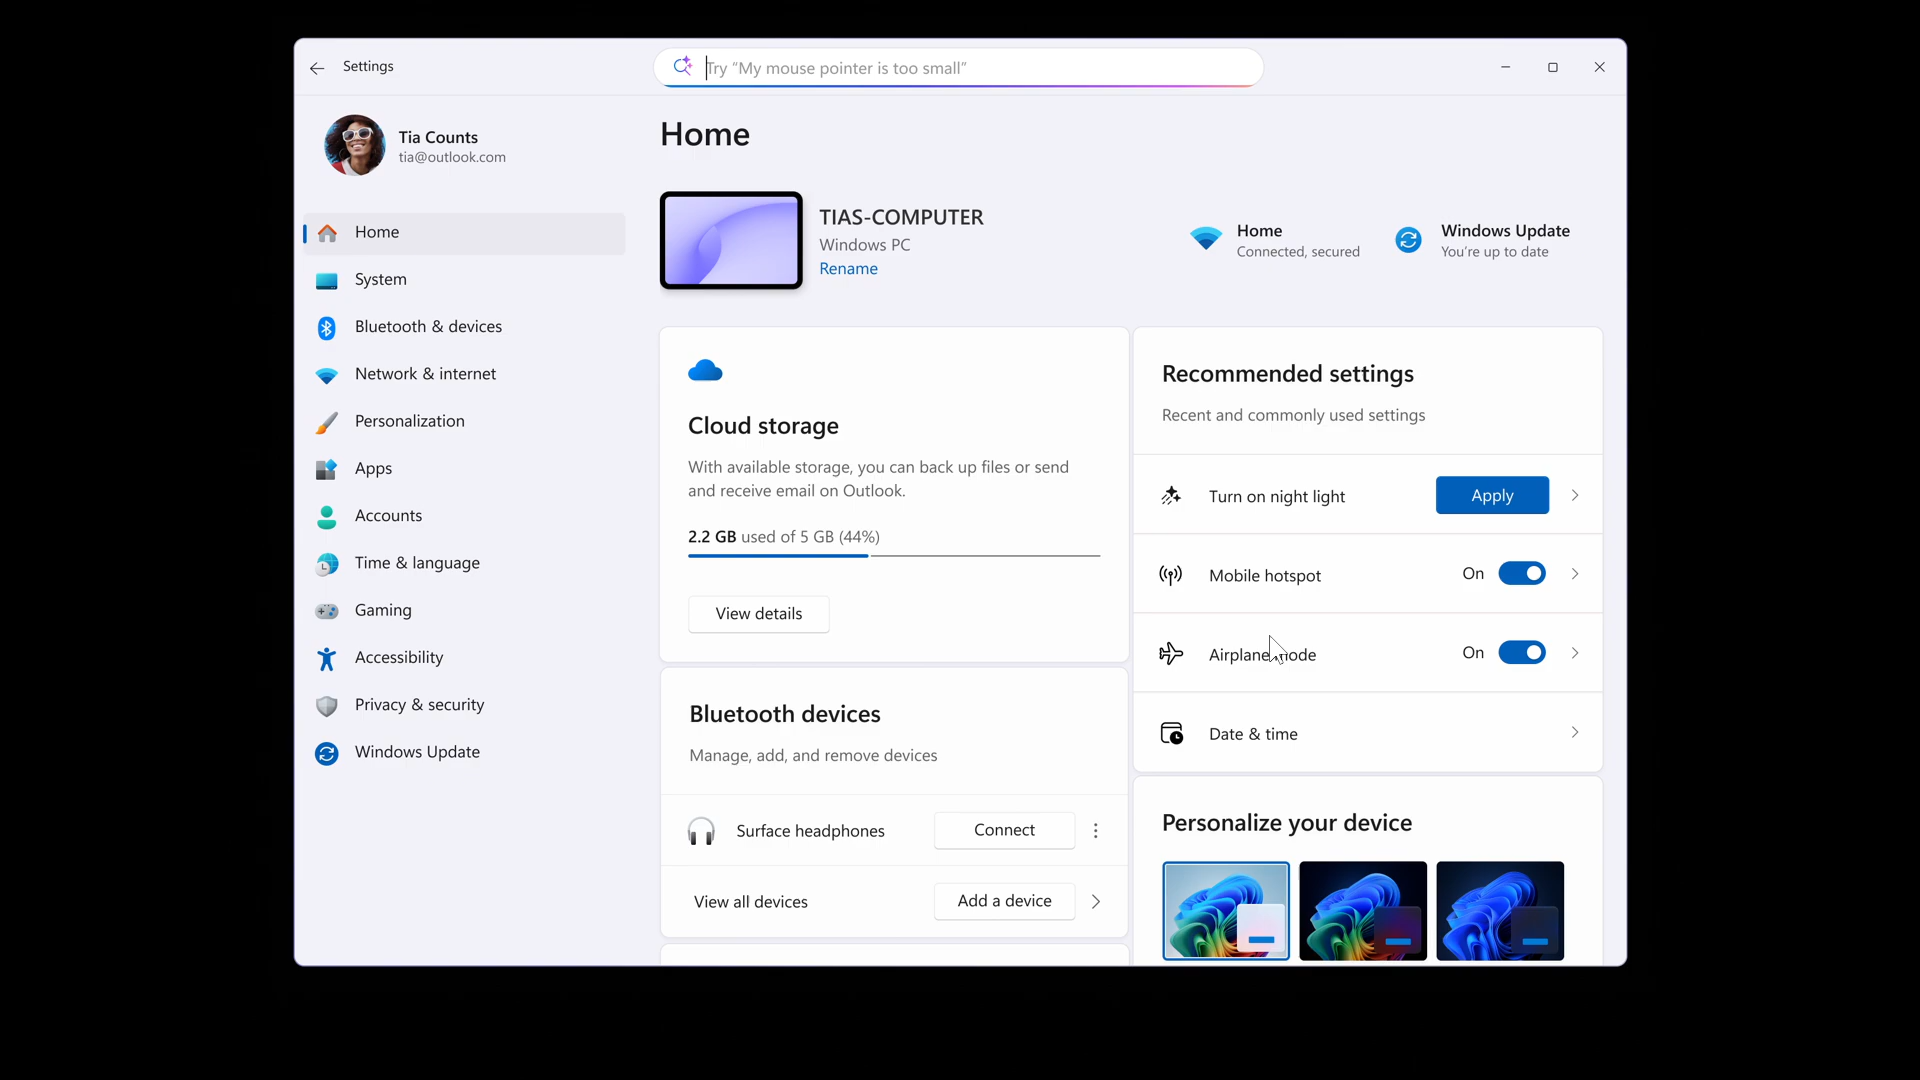 Settings
Try “My mouse pointer is too small”
Tia Counts
tia@outlook.com
Home
System
Bluetooth & devices
Network & internet
Personalization
Apps
Accounts
Time & language
Gaming
Accessibility
Privacy & security
Windows Update
Home
TIAS-COMPUTER
Windows PC
Rename
Home
Connected, secured
Windows Update
You’re up to date
Cloud storage
With available storage, you can back up files or send
and receive email on Outlook.
2.2 GB used of 5 GB (44%)
View details
Bluetooth devices
Manage, add, and remove devices
Surface headphones Connect
View all devices Add a device
Recommended settings
Recent and commonly used settings
Turn on night light Apply
Mobile hotspot On
Airplane mode On
Date & time
Personalize your device